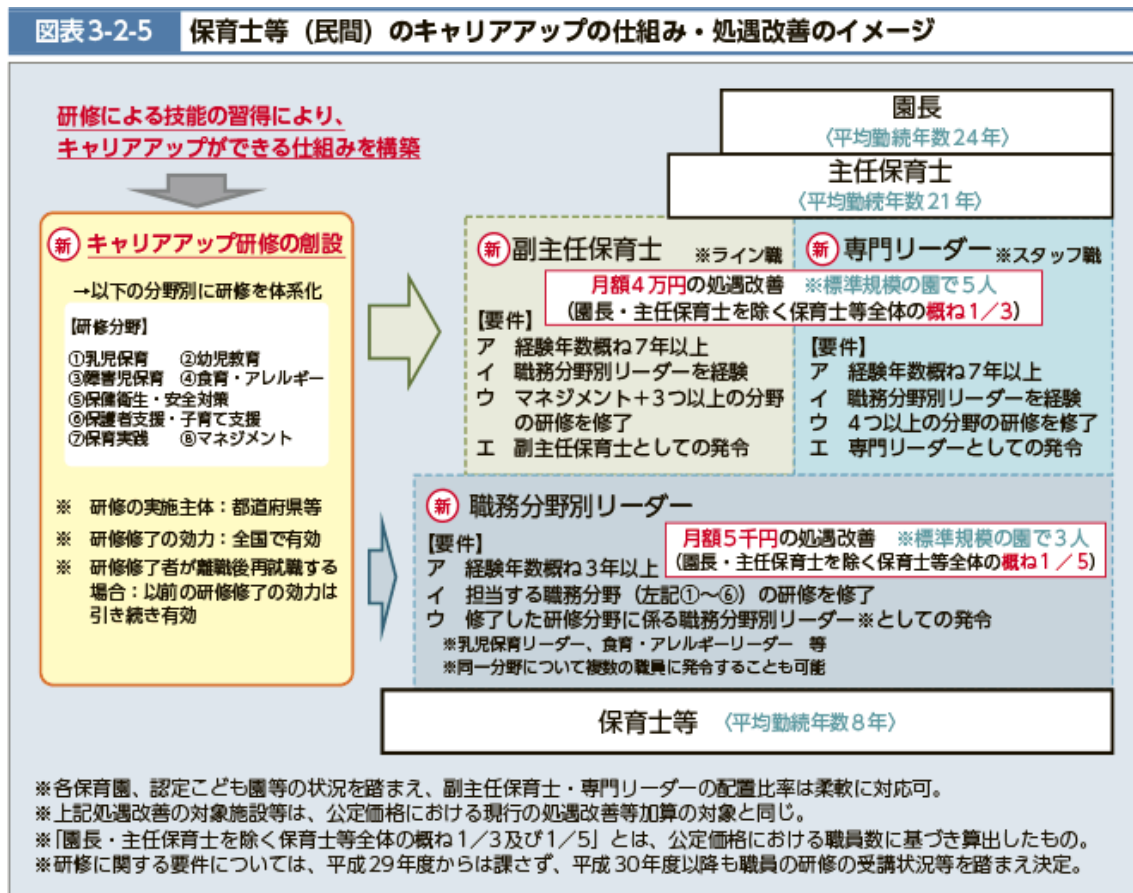 図表3-2-5 保育士等（民間）のキャリアアップの仕組み・処遇改善のイメージ
研修による技能の習得により、
キャリアアップができる仕組みを構築
園長
〈平均勤続年数24年〉
主任保育士
〈平均勤続年数21年〉
新 キャリアアップ研修の創設
→以下の分野別に研修を体系化
【研修分野】
①乳児保育 ②幼児教育
③障害児保育 ④食育・アレルギー
⑤保健衛生・安全対策
⑥保護者支援・子育て支援
⑦保育実践 ⑧マネジメント
※ 研修の実施主体：都道府県等
※ 研修修了の効力：全国で有効
※ 研修修了者が離職後再就職する
場合：以前の研修修了の効力は
引き続き有効
新 副主任保育士 ※ライン職
新 専門リーダー ※スタッフ職
月額4万円の処遇改善 ※標準規模の園で5人
（園長・主任保育士を除く保育士等全体の概ね1／3）
【要件】
ア 経験年数概ね7年以上
イ 職務分野別リーダーを経験
ウ マネジメント＋3つ以上の分野
の研修を修了
エ 副主任保育士としての発令
【要件】
ア 経験年数概ね7年以上
イ 職務分野別リーダーを経験
ウ 4つ以上の分野の研修を修了
エ 専門リーダーとしての発令
新 職務分野別リーダー
月額5千円の処遇改善 ※標準規模の園で3人
（園長・主任保育士を除く保育士等全体の概ね1／5）
【要件】
ア 経験年数概ね3年以上
イ 担当する職務分野（左記①〜⑥）の研修を修了
ウ 修了した研修分野に係る職務分野別リーダー※としての発令
※乳児保育リーダー、食育・アレルギーリーダー 等
※同一分野について複数の職員に発令することも可能
保育士等 〈平均勤続年数8年〉
※各保育園、認定こども園等の状況を踏まえ、副主任保育士・専門リーダーの配置比率は柔軟に対応可。
※上記処遇改善の対象施設等は、公定価格における現行の処遇改善等加算の対象と同じ。
※「園長・主任保育士を除く保育士等全体の概ね1/3及び1/5」とは、公定価格における職員数に基づき算出したもの。
※研修に関する要件については、平成29年度からは課さず、平成30年度以降も職員の研修の受講状況等を踏まえ決定。